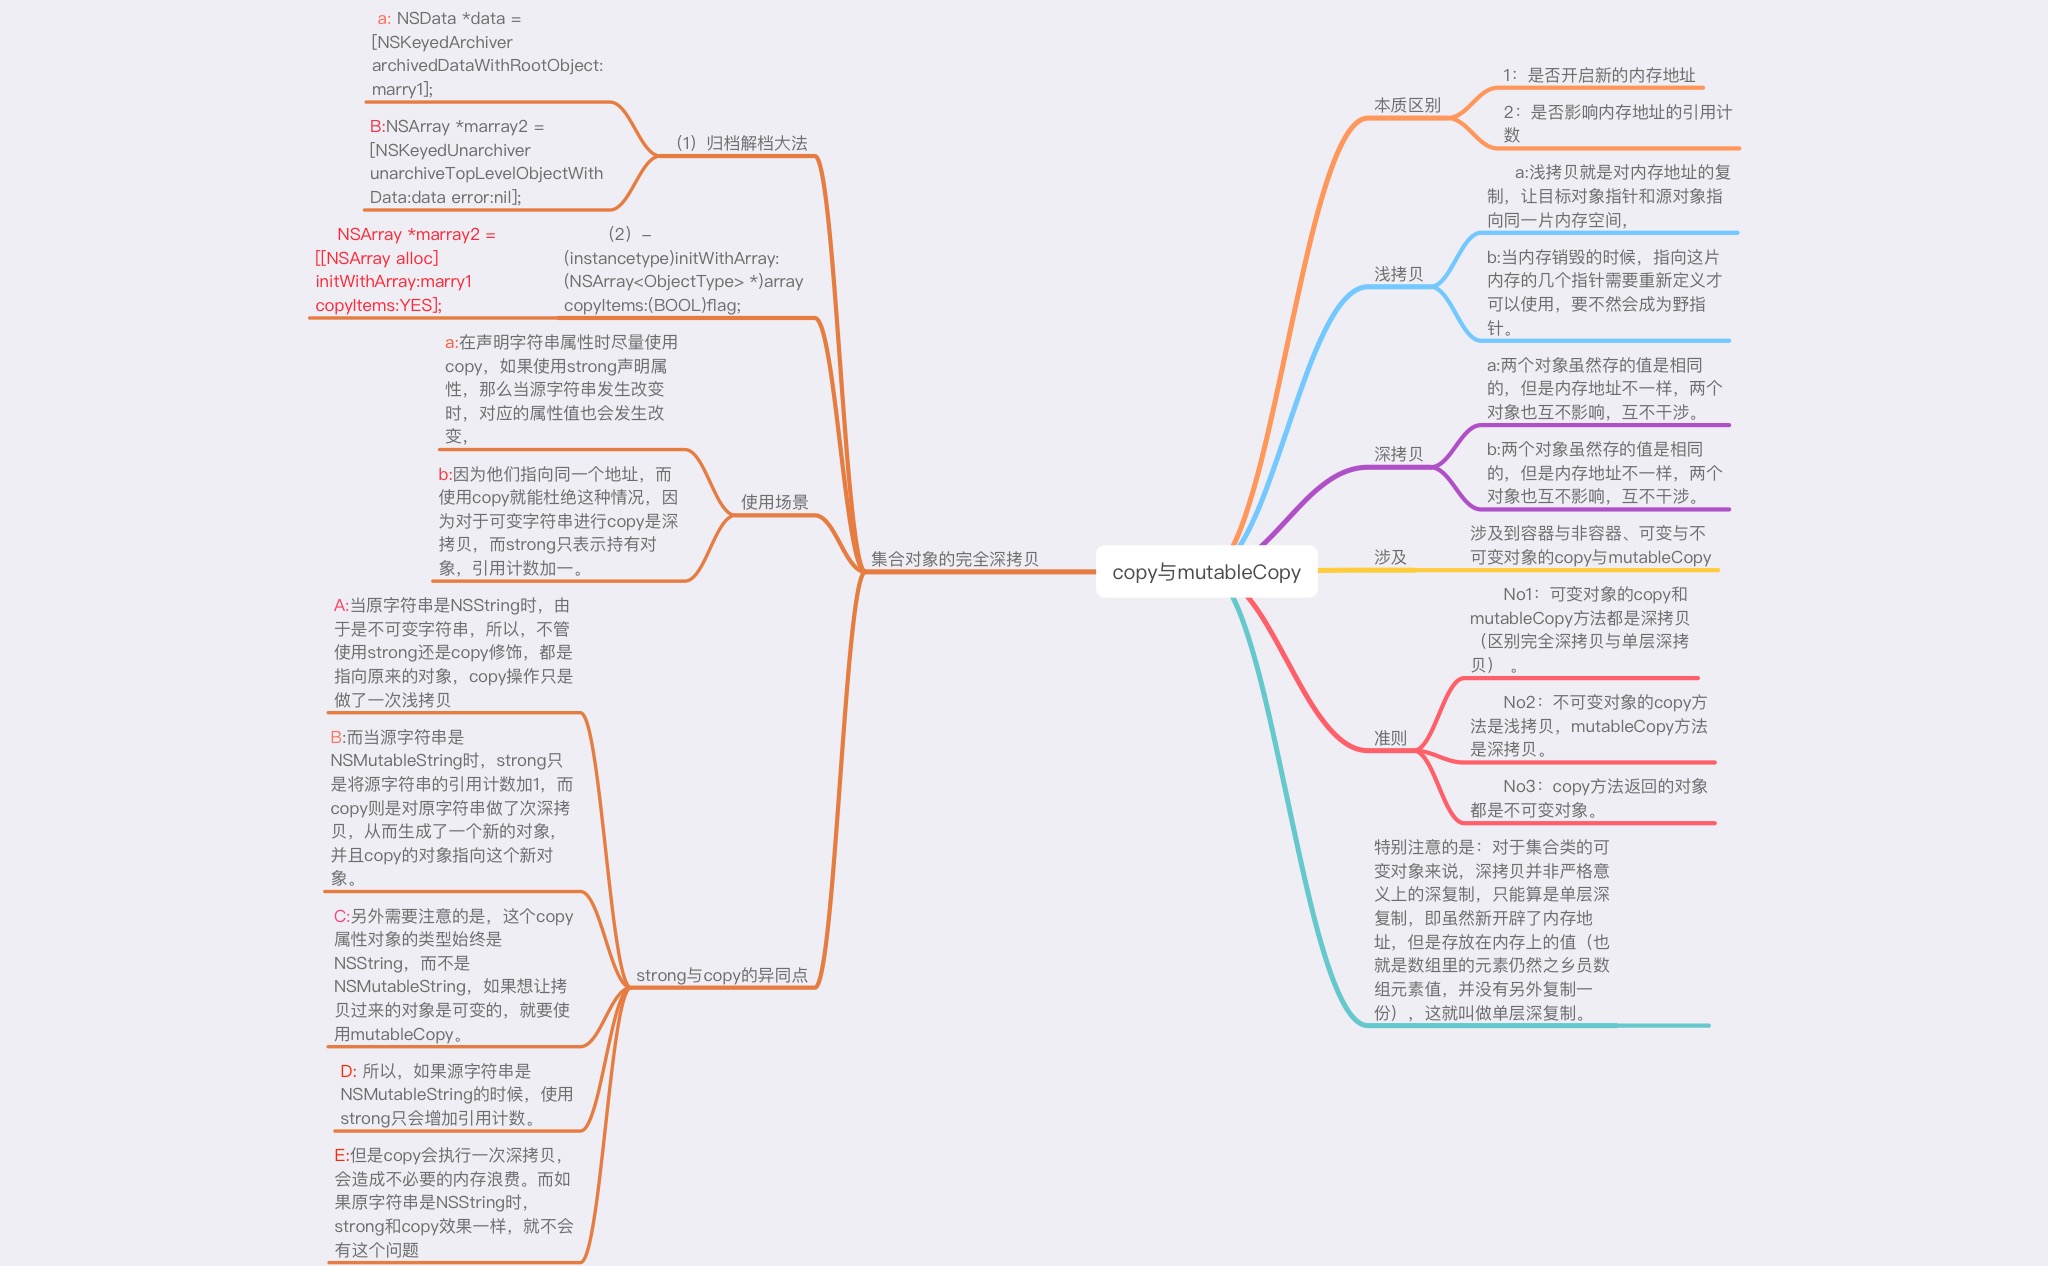 copy与mutableCopy
本质区别
1：是否开启新的内存地址
2：是否影响内存地址的引用计
数
浅拷贝
a:浅拷贝就是对内存地址的复
制，让目标对象指针和源对象指
向同一片内存空间，
b:当内存销毁的时候，指向这片
内存的几个指针需要重新定义才
可以使用，要不然会成为野指
针。
深拷贝
a:两个对象虽然存的值是相同
的，但是内存地址不一样，两个
对象也互不影响，互不干涉。
b:两个对象虽然存的值是相同
的，但是内存地址不一样，两个
对象也互不影响，互不干涉。
涉及
涉及到容器与非容器、可变与不
可变对象的copy与mutableCopy
准则
No1：可变对象的copy和
mutableCopy方法都是深拷贝
（区别完全深拷贝与单层深拷
贝） 。
No2：不可变对象的copy方
法是浅拷贝，mutableCopy方法
是深拷贝。
No3：copy方法返回的对象
都是不可变对象。
特别注意的是：对于集合类的可
变对象来说，深拷贝并非严格意
义上的深复制，只能算是单层深
复制，即虽然新开辟了内存地
址，但是存放在内存上的值（也
就是数组里的元素仍然之乡员数
组元素值，并没有另外复制一
份），这就叫做单层深复制。
集合对象的完全深拷贝
（1）归档解档大法
a: NSData *data =
[NSKeyedArchiver
archivedDataWithRootObject:
marry1];
B:NSArray *marray2 =
[NSKeyedUnarchiver
unarchiveTopLevelObjectWith
Data:data error:nil];
（2）-
(instancetype)initWithArray:
(NSArray<ObjectType> *)array
copyItems:(BOOL)flag;
NSArray *marray2 =
[[NSArray alloc]
initWithArray:marry1
copyItems:YES];
使用场景
a:在声明字符串属性时尽量使用
copy，如果使用strong声明属
性，那么当源字符串发生改变
时，对应的属性值也会发生改
变，
b:因为他们指向同一个地址，而
使用copy就能杜绝这种情况，因
为对于可变字符串进行copy是深
拷贝，而strong只表示持有对
象，引用计数加一。
strong与copy的异同点
A:当原字符串是NSString时，由
于是不可变字符串，所以，不管
使用strong还是copy修饰，都是
指向原来的对象，copy操作只是
做了一次浅拷贝
B:而当源字符串是
NSMutableString时，strong只
是将源字符串的引用计数加1，而
copy则是对原字符串做了次深拷
贝，从而生成了一个新的对象，
并且copy的对象指向这个新对
象。
C:另外需要注意的是，这个copy
属性对象的类型始终是
NSString，而不是
NSMutableString，如果想让拷
贝过来的对象是可变的，就要使
用mutableCopy。
D: 所以，如果源字符串是
NSMutableString的时候，使用
strong只会增加引用计数。
E:但是copy会执行一次深拷贝，
会造成不必要的内存浪费。而如
果原字符串是NSString时，
strong和copy效果一样，就不会
有这个问题